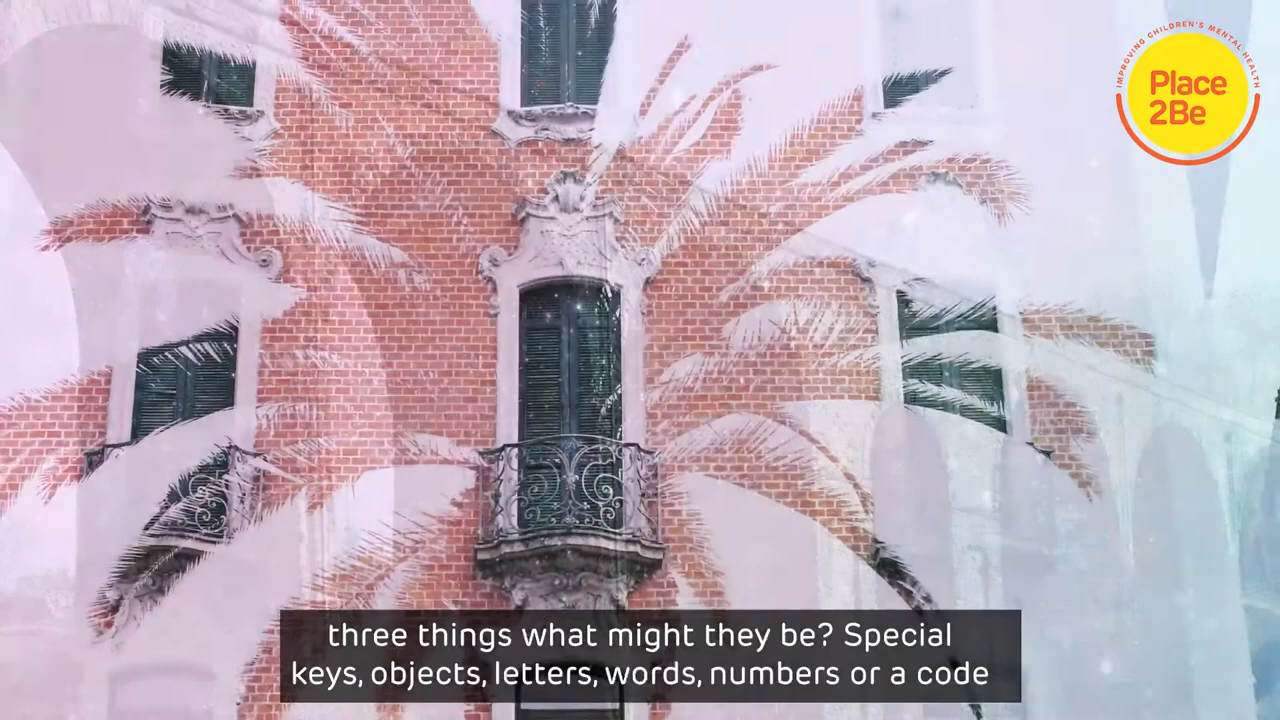 IMPROVING CHILDREN'S MENTAL HEALTH
Place
2Be
three things what might they be? Special
keys, objects, letters, words, numbers or a code